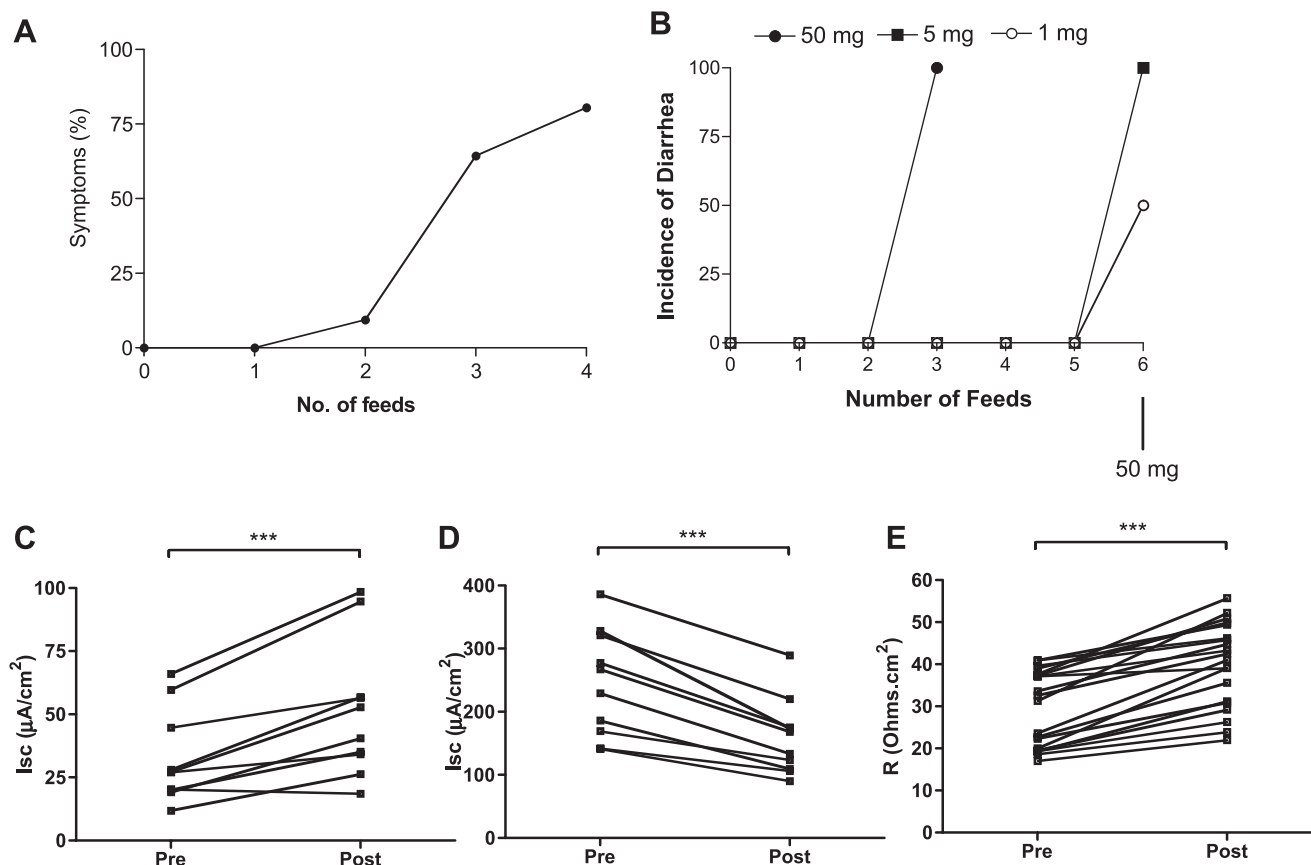 A
100
75
50
25
0
Symptoms (%)
0 1 2 3 4
No. of feeds
B
50 mg 5 mg 1 mg
100
75
50
25
0
Incidence of Diarrhea
0 1 2 3 4 5 6
Number of Feeds
50 mg
C
***
100
75
50
25
0
Isc (µA/cm²)
Pre Post
D
***
400
300
200
100
0
Isc (µA/cm²)
Pre Post
E
***
60
50
40
30
20
10
0
R (Ohms.cm²)
Pre Post